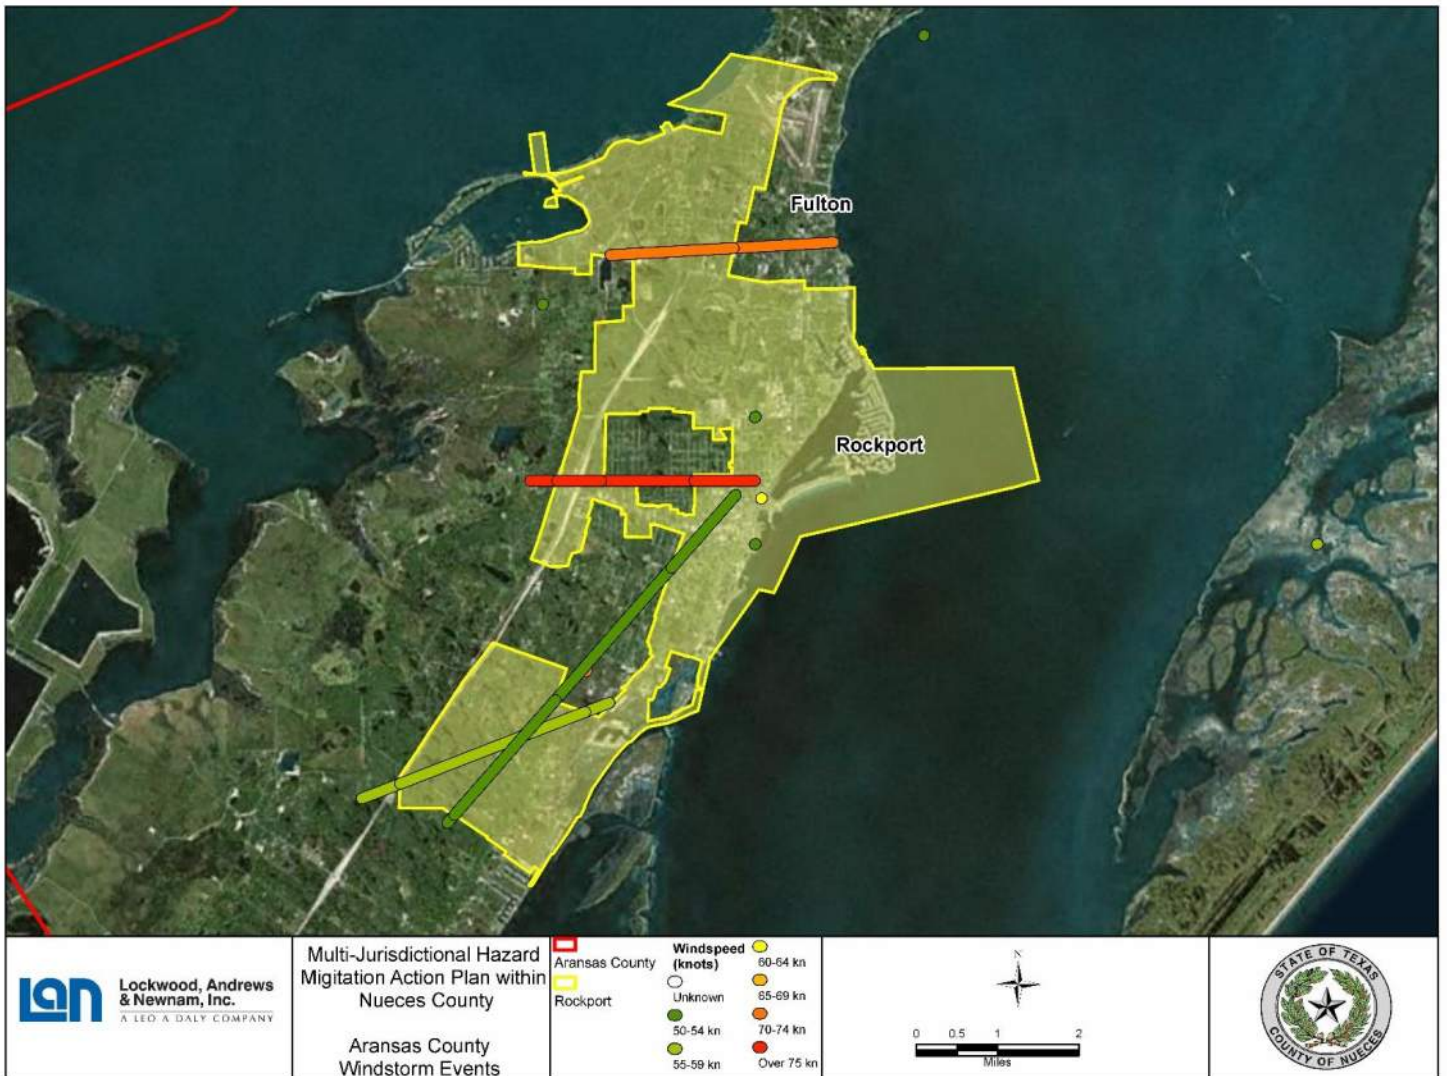 Fulton
Rockport
Lan
Lockwood, Andrews
& Newnam, Inc.
A LEO A DALY COMPANY
Multi-Jurisdictional Hazard
Migitation Action Plan within
Nueces County
Aransas County
Windstorm Events
Aransas County
Rockport
Windspeed
(knots)
Unknown
50-54 kn
55-59 kn
60-64 kn
65-69 kn
70-74 kn
Over 75 kn
N
0 0.5 1 2
Miles
STATE OF TEXAS
COUNTY OF NUECES